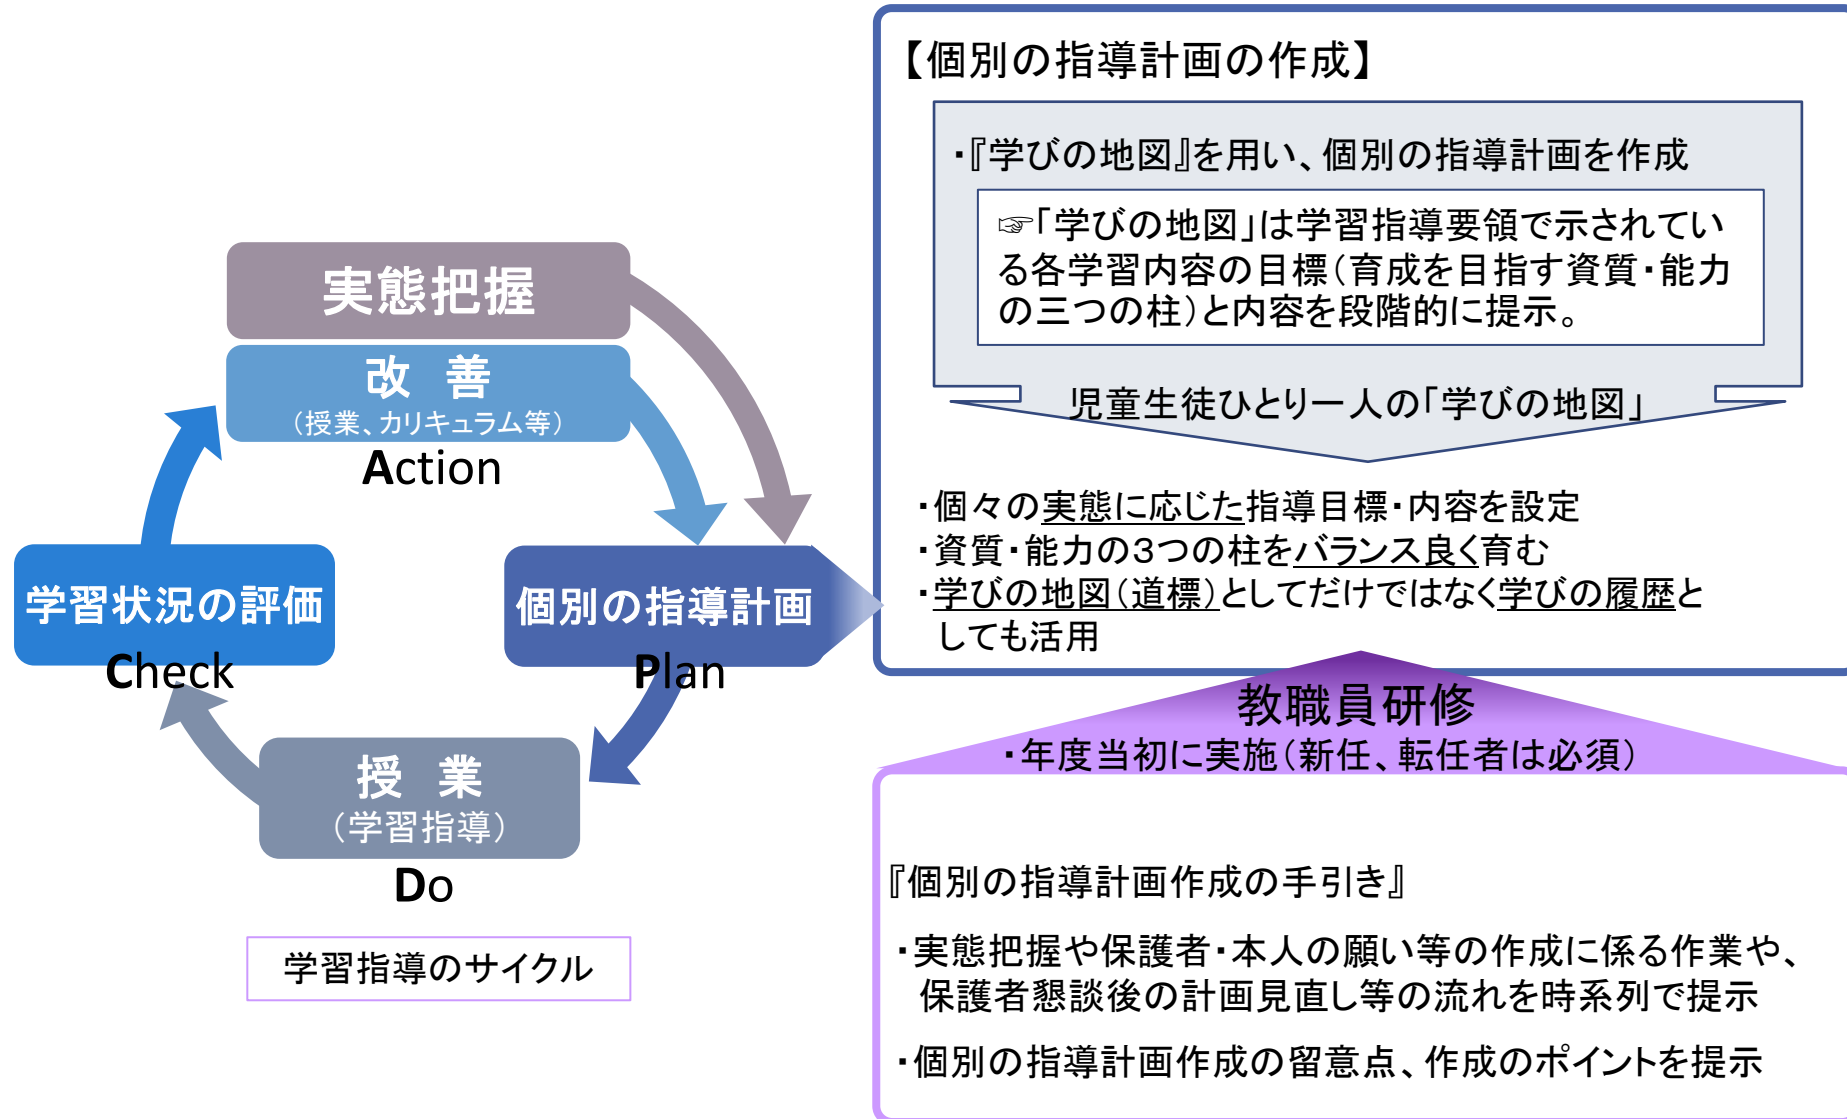 実態把握
改　善
（授業、カリキュラム等）
Action
学習状況の評価
Check
個別の指導計画
Plan
授　業
（学習指導）
Do
学習指導のサイクル
【個別の指導計画の作成】
・『学びの地図』を用い、個別の指導計画を作成
☞「学びの地図」は学習指導要領で示されてい
る各学習内容の目標（育成を目指す資質・能力
の三つの柱）と内容を段階的に提示。
児童生徒ひとり一人の「学びの地図」
・個々の実態に応じた指導目標・内容を設定
・資質・能力の３つの柱をバランス良く育む
・学びの地図（道標）としてだけではなく学びの履歴と
しても活用
教職員研修
・年度当初に実施（新任、転任者は必須）
『個別の指導計画作成の手引き』
・実態把握や保護者・本人の願い等の作成に係る作業や、
保護者懇談後の計画見直し等の流れを時系列で提示
・個別の指導計画作成の留意点、作成のポイントを提示